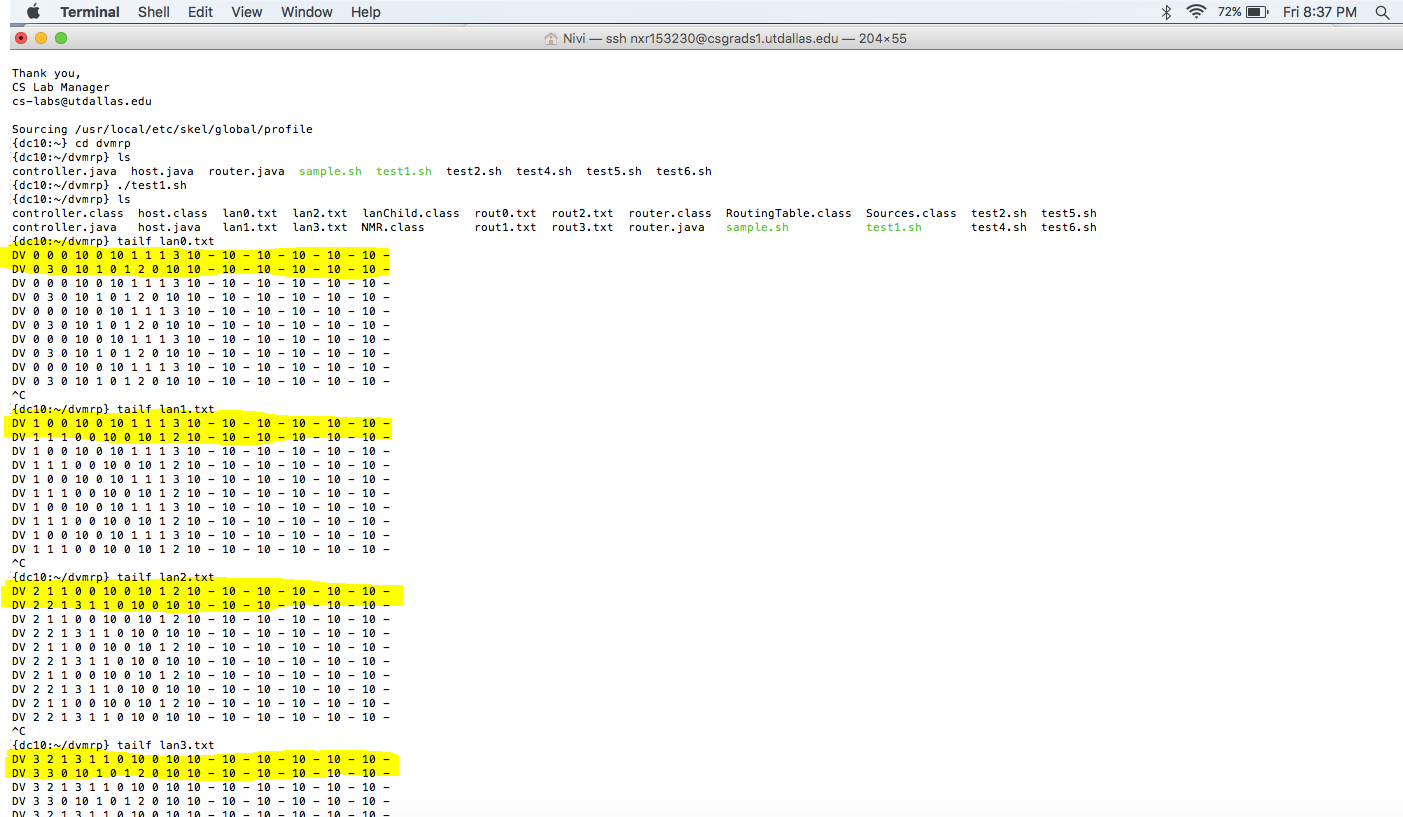 Terminal Shell Edit View Window Help 72% Fri 8:37 PM
Nivi — ssh nxr153230@csgrads1.utdallas.edu — 204×55
Thank you,
CS Lab Manager
cs-labs@utdallas.edu
Sourcing /usr/local/etc/skel/global/profile
{dc10:~} cd dvmrp
{dc10:~/dvmrp} ls
controller.java host.java router.java sample.sh test1.sh test2.sh test4.sh test5.sh test6.sh
{dc10:~/dvmrp} ./test1.sh
{dc10:~/dvmrp} ls
controller.class host.class lan0.txt lan2.txt lanChild.class rout0.txt rout2.txt router.class RoutingTable.class Sources.class test2.sh test5.sh
controller.java host.java lan1.txt lan3.txt NMR.class rout1.txt rout3.txt router.java sample.sh test1.sh test4.sh test6.sh
{dc10:~/dvmrp} tailf lan0.txt
DV 0 0 0 10 0 10 1 1 1 3 10 - 10 - 10 - 10 - 10 - 10 -
DV 0 3 0 10 1 0 1 2 0 10 10 - 10 - 10 - 10 - 10 - 10 -
DV 0 0 0 10 0 10 1 1 1 3 10 - 10 - 10 - 10 - 10 - 10 -
DV 0 3 0 10 1 0 1 2 0 10 10 - 10 - 10 - 10 - 10 - 10 -
DV 0 0 0 10 0 10 1 1 1 3 10 - 10 - 10 - 10 - 10 - 10 -
DV 0 3 0 10 1 0 1 2 0 10 10 - 10 - 10 - 10 - 10 - 10 -
DV 0 0 0 10 0 10 1 1 1 3 10 - 10 - 10 - 10 - 10 - 10 -
DV 0 3 0 10 1 0 1 2 0 10 10 - 10 - 10 - 10 - 10 - 10 -
DV 0 0 0 10 0 10 1 1 1 3 10 - 10 - 10 - 10 - 10 - 10 -
DV 0 3 0 10 1 0 1 2 0 10 10 - 10 - 10 - 10 - 10 - 10 -
^C
{dc10:~/dvmrp} tailf lan1.txt
DV 1 0 0 10 0 10 1 1 1 3 10 - 10 - 10 - 10 - 10 - 10 -
DV 1 1 1 0 0 10 0 10 1 2 10 - 10 - 10 - 10 - 10 - 10 -
DV 1 0 0 10 0 10 1 1 1 3 10 - 10 - 10 - 10 - 10 - 10 -
DV 1 1 1 0 0 10 0 10 1 2 10 - 10 - 10 - 10 - 10 - 10 -
DV 1 0 0 10 0 10 1 1 1 3 10 - 10 - 10 - 10 - 10 - 10 -
DV 1 1 1 0 0 10 0 10 1 2 10 - 10 - 10 - 10 - 10 - 10 -
DV 1 0 0 10 0 10 1 1 1 3 10 - 10 - 10 - 10 - 10 - 10 -
DV 1 1 1 0 0 10 0 10 1 2 10 - 10 - 10 - 10 - 10 - 10 -
DV 1 0 0 10 0 10 1 1 1 3 10 - 10 - 10 - 10 - 10 - 10 -
DV 1 1 1 0 0 10 0 10 1 2 10 - 10 - 10 - 10 - 10 - 10 -
^C
{dc10:~/dvmrp} tailf lan2.txt
DV 2 1 1 0 0 10 0 10 1 2 10 - 10 - 10 - 10 - 10 - 10 -
DV 2 2 1 3 1 1 0 10 0 10 10 - 10 - 10 - 10 - 10 - 10 -
DV 2 1 1 0 0 10 0 10 1 2 10 - 10 - 10 - 10 - 10 - 10 -
DV 2 2 1 3 1 1 0 10 0 10 10 - 10 - 10 - 10 - 10 - 10 -
DV 2 1 1 0 0 10 0 10 1 2 10 - 10 - 10 - 10 - 10 - 10 -
DV 2 2 1 3 1 1 0 10 0 10 10 - 10 - 10 - 10 - 10 - 10 -
DV 2 1 1 0 0 10 0 10 1 2 10 - 10 - 10 - 10 - 10 - 10 -
DV 2 2 1 3 1 1 0 10 0 10 10 - 10 - 10 - 10 - 10 - 10 -
DV 2 1 1 0 0 10 0 10 1 2 10 - 10 - 10 - 10 - 10 - 10 -
DV 2 2 1 3 1 1 0 10 0 10 10 - 10 - 10 - 10 - 10 - 10 -
^C
{dc10:~/dvmrp} tailf lan3.txt
DV 3 2 1 3 1 1 0 10 0 10 10 - 10 - 10 - 10 - 10 - 10 -
DV 3 3 0 10 1 0 1 2 0 10 10 - 10 - 10 - 10 - 10 - 10 -
DV 3 2 1 3 1 1 0 10 0 10 10 - 10 - 10 - 10 - 10 - 10 -
DV 3 3 0 10 1 0 1 2 0 10 10 - 10 - 10 - 10 - 10 - 10 -
DV 3 2 1 3 1 1 0 10 0 10 10 - 10 - 10 - 10 - 10 - 10 -